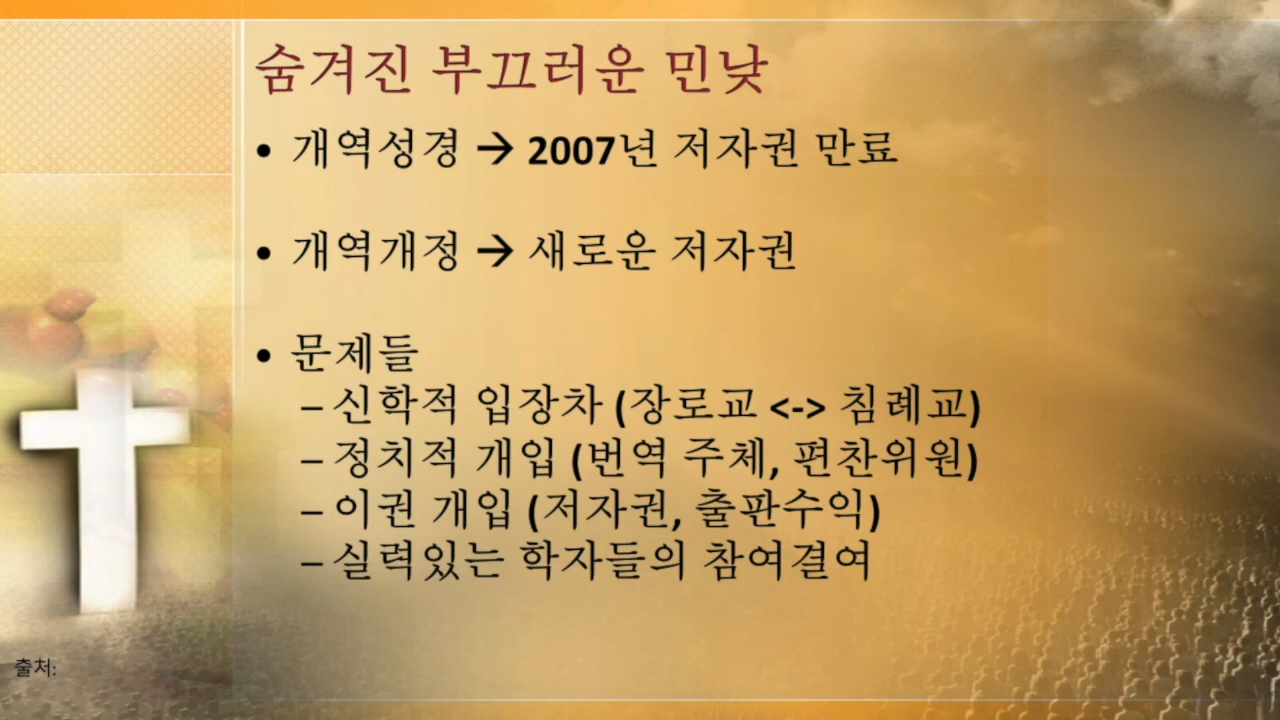 숨겨진 부끄러운 민낯
• 개역성경 → 2007년 저자권 만료
• 개역개정 → 새로운 저자권
• 문제들
– 신학적 입장차 (장로교 <-> 침례교)
– 정치적 개입 (번역 주체, 편찬위원)
– 이권 개입 (저자권, 출판수익)
– 실력있는 학자들의 참여결여
출처: